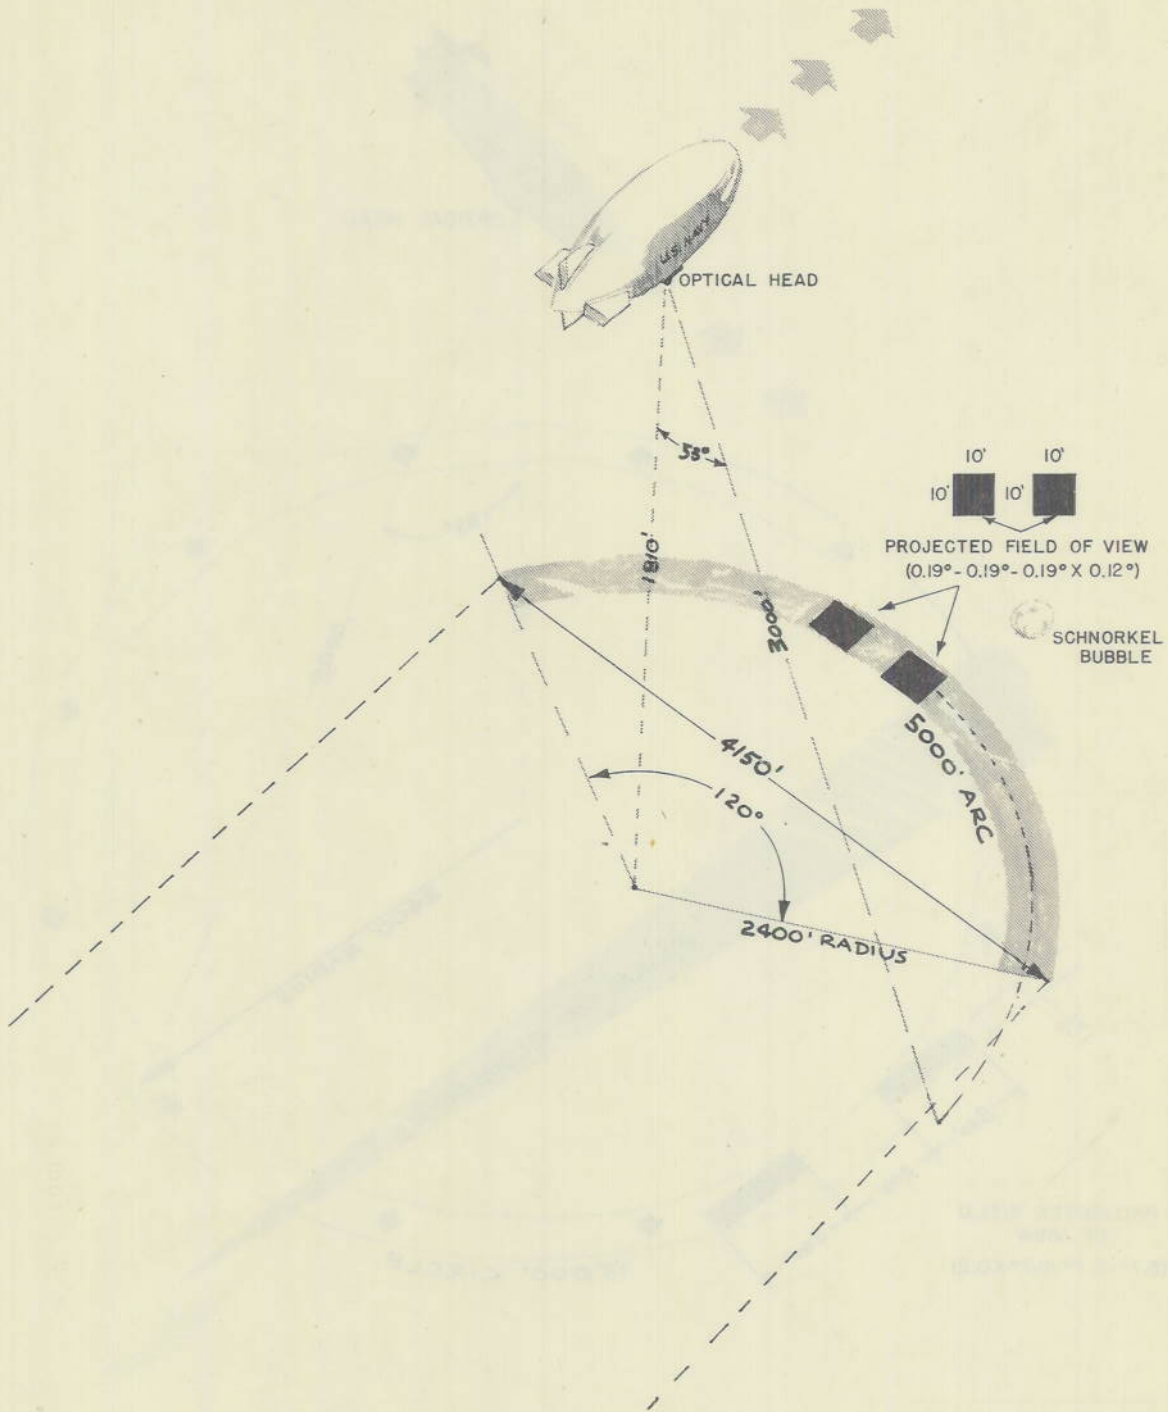 U.S. NAVY
OPTICAL HEAD
53°
10' 10'
10' 10'
PROJECTED FIELD OF VIEW
(0.19°-0.19°-0.19° X 0.12°)
1810'
3000'
SCHNORKEL
BUBBLE
4150'
120°
5000' ARC
2400' RADIUS